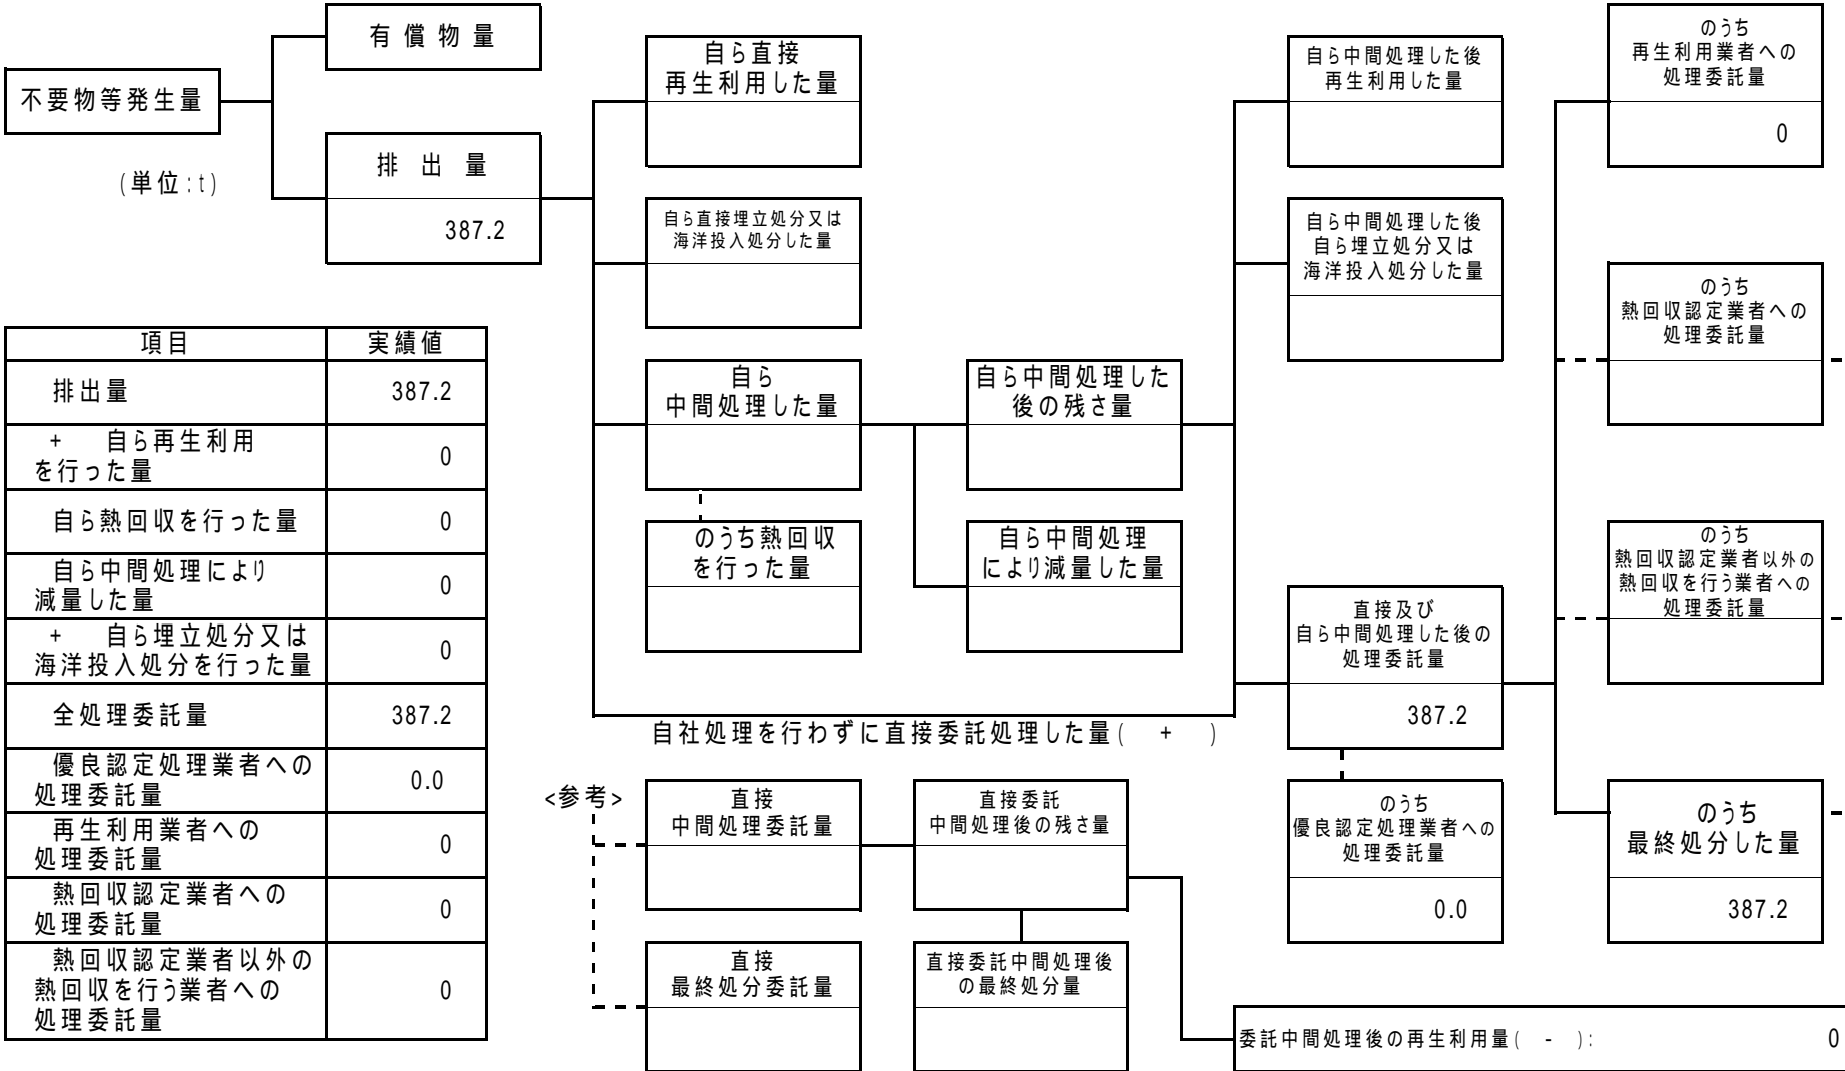 不要物等発生量
(単位:t)
有償物量
排出量
387.2
自ら直接
再生利用した量
自ら直接埋立処分又は
海洋投入処分した量
自ら
中間処理した量
のうち熱回収
を行った量
自ら中間処理した
後の残さ量
自ら中間処理
により減量した量
自社処理を行わずに直接委託処理した量( + )
自ら中間処理した後
再生利用した量
自ら中間処理した後
自ら埋立処分又は
海洋投入処分した量
直接及び
自ら中間処理した後の
処理委託量
387.2
のうち
優良認定処理業者への
処理委託量
0.0
のうち
再生利用業者への
処理委託量
0
のうち
熱回収認定業者への
処理委託量
のうち
熱回収認定業者以外の
熱回収を行う業者への
処理委託量
のうち
最終処分した量
387.2
項目 実績値
排出量 387.2
+ 自ら再生利用
を行った量 0
自ら熱回収を行った量 0
自ら中間処理により
減量した量 0
+ 自ら埋立処分又は
海洋投入処分を行った量 0
全処理委託量 387.2
優良認定処理業者への
処理委託量 0.0
再生利用業者への
処理委託量 0
熱回収認定業者への
処理委託量 0
熱回収認定業者以外の
熱回収を行う業者への
処理委託量 0
<参考>
直接
中間処理委託量
直接委託
中間処理後の残さ量
直接
最終処分委託量
直接委託中間処理後
の最終処分量
委託中間処理後の再生利用量( - ): 0